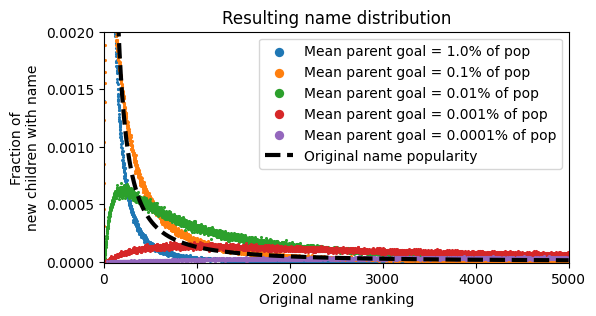 Resulting name distribution
Fraction of
new children with name
0.0020
0.0015
0.0010
0.0005
0.0000
Mean parent goal = 1.0% of pop
Mean parent goal = 0.1% of pop
Mean parent goal = 0.01% of pop
Mean parent goal = 0.001% of pop
Mean parent goal = 0.0001% of pop
Original name popularity
0 1000 2000 3000 4000 5000
Original name ranking